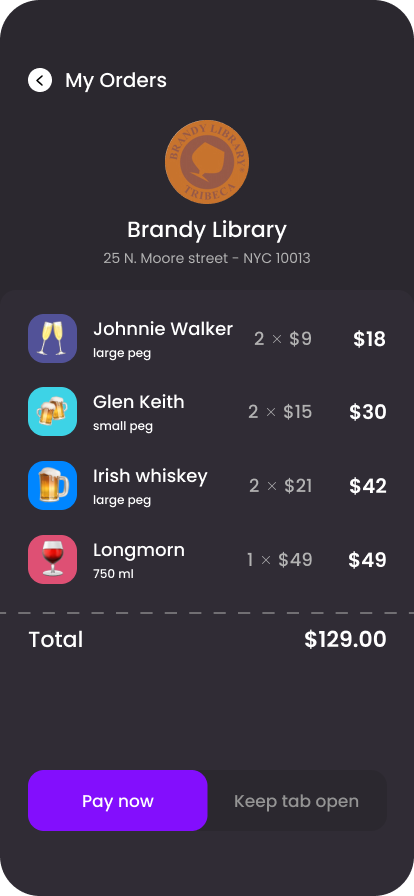 My Orders
BRANDY LIBRARY
TRIBECA
Brandy Library
25 N. Moore street - NYC 10013
Johnnie Walker 2 × $9 $18
large peg
Glen Keith 2 × $15 $30
small peg
Irish whiskey 2 × $21 $42
large peg
Longmorn 1 × $49 $49
750 ml
Total $129.00
Pay now Keep tab open